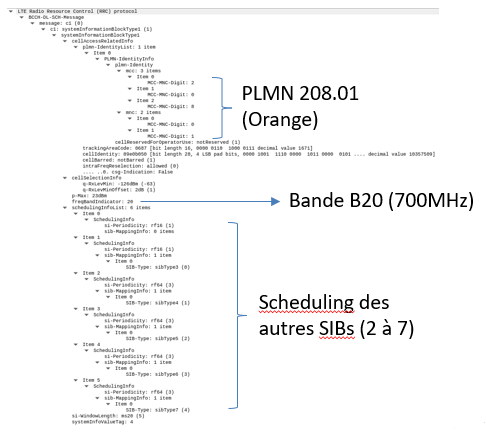 LTE Radio Resource Control (RRC) protocol
BCCH-DL-SCH-Message
message: c1 (0)
c1: systemInformationBlockType1 (1)
systemInformationBlockType1
cellAccessRelatedInfo
plmn-IdentityList: 1 item
Item 0
PLMN-IdentityInfo
plmn-Identity
mcc: 3 items
Item 0
MCC-MNC-Digit: 2
Item 1
MCC-MNC-Digit: 0
Item 2
MCC-MNC-Digit: 8
mnc: 2 items
Item 0
MCC-MNC-Digit: 0
Item 1
MCC-MNC-Digit: 1
cellReservedForOperatorUse: notReserved (1)
PLMN 208.01
(Orange)
trackingAreaCode: 0687 [bit length 16, 0000 0110 1000 0111 decimal value 1671]
cellIdentity: [bit length 20, 4 LSB pad bits, 0000 1001 1110 0000 1011 0000 0101 .... decimal value
cellBarred: notBarred (1)
intraFreqReselection: allowed (0)
.... ..0. csg-Indication: False
cellSelectionInfo
q-RxLevMin: -126dBm (-63)
q-RxLevMinOffset: 2dB (1)
p-Max: 23dBm
freqBandIndicator: 20
Bande B20 (700MHz)
schedulingInfoList: 6 items
Item 0
SchedulingInfo
si-Periodicity: rf16 (1)
sib-MappingInfo: 0 items
Item 1
SchedulingInfo
si-Periodicity: rf16 (1)
sib-MappingInfo: 1 item
Item 0
SIB-Type: sibType3 (0)
Item 2
SchedulingInfo
si-Periodicity: rf64 (3)
sib-MappingInfo: 1 item
Item 0
SIB-Type: sibType4 (1)
Item 3
SchedulingInfo
si-Periodicity: rf64 (3)
sib-MappingInfo: 1 item
Item 0
SIB-Type: sibType5 (2)
Item 4
SchedulingInfo
si-Periodicity: rf64 (3)
sib-MappingInfo: 1 item
Item 0
SIB-Type: sibType6 (3)
Item 5
SchedulingInfo
si-Periodicity: rf64 (3)
sib-MappingInfo: 1 item
Item 0
SIB-Type: sibType7 (4)
Scheduling des
autres SIBs (2 à 7)
si-WindowLength: ms20 (5)
systemInfoValueTag: 4